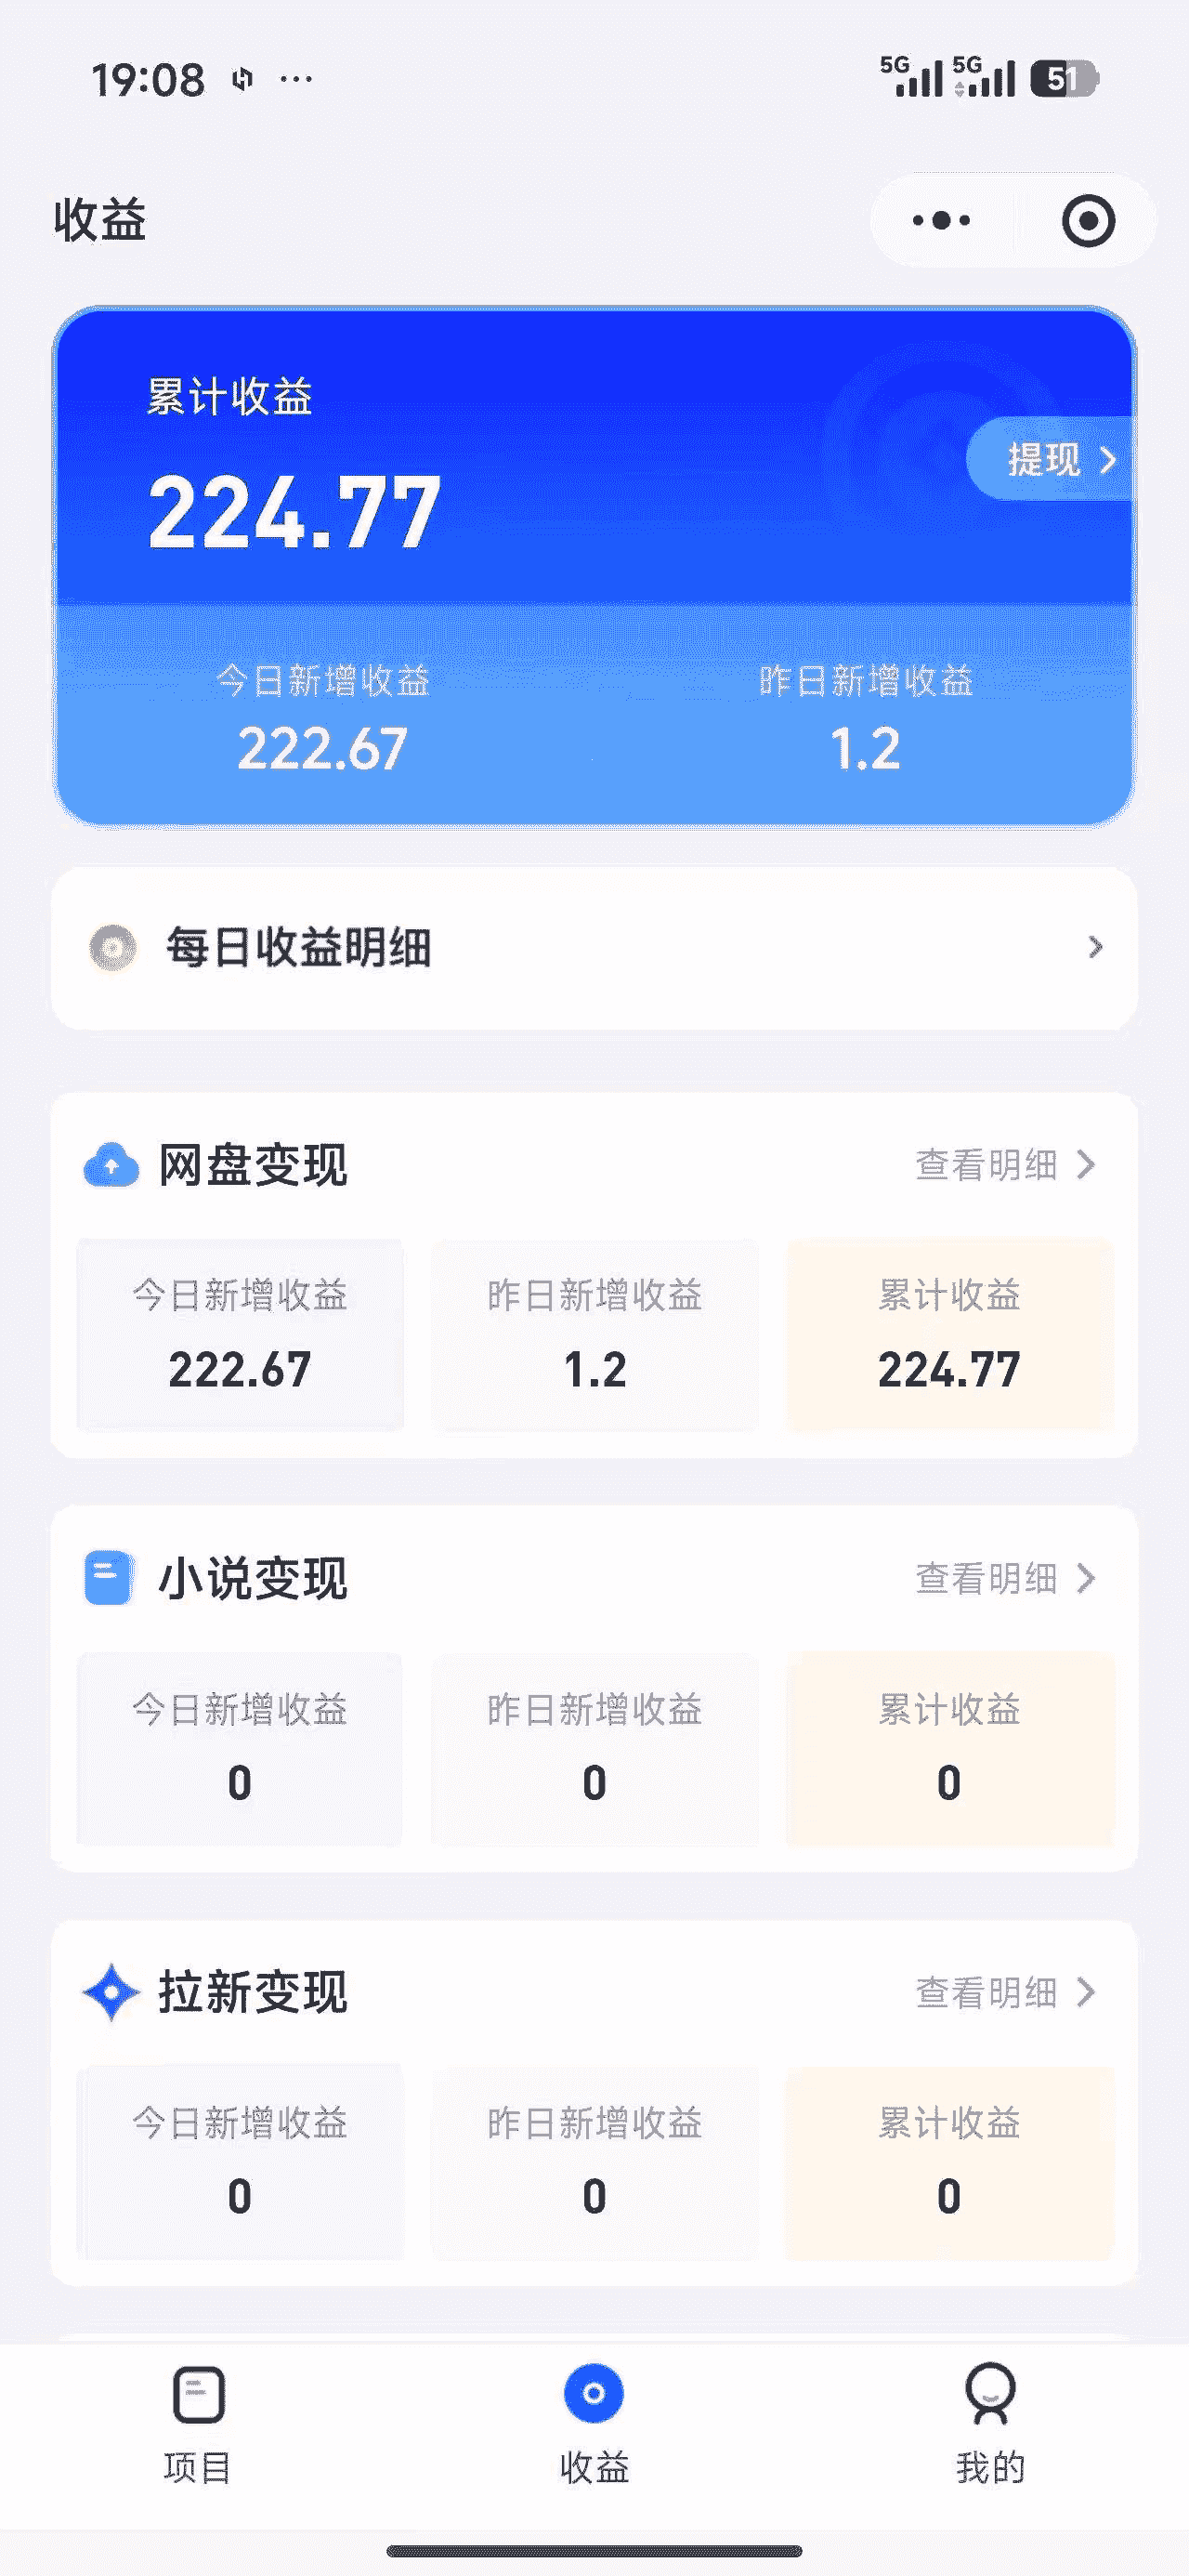 19:08 ... 5G 5G 51
收益
累计收益
提现
224.77
今日新增收益 昨日新增收益
222.67 1.2
每日收益明细
网盘变现 查看明细
今日新增收益 昨日新增收益 累计收益
222.67 1.2 224.77
小说变现 查看明细
今日新增收益 昨日新增收益 累计收益
0 0 0
拉新变现 查看明细
今日新增收益 昨日新增收益 累计收益
0 0 0
项目 收益 我的